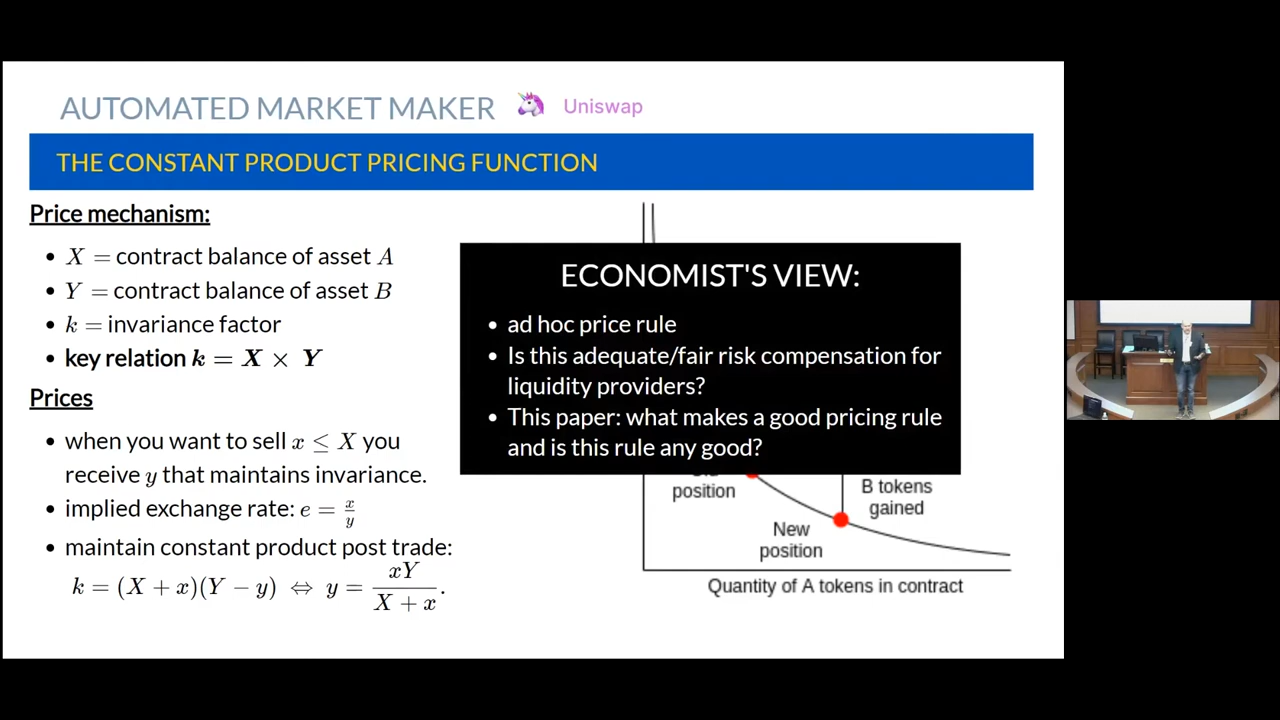 AUTOMATED MARKET MAKER 🦄 Uniswap
THE CONSTANT PRODUCT PRICING FUNCTION
Price mechanism:
• X = contract balance of asset A
• Y = contract balance of asset B
• k = invariance factor
• key relation k = X × Y
Prices
• when you want to sell x ≤ X you
receive y that maintains invariance.
• implied exchange rate: e = x/y
• maintain constant product post trade:
k = (X + x)(Y − y) ⇔ y = xY/(X + x).
ECONOMIST'S VIEW:
• ad hoc price rule
• Is this adequate/fair risk compensation for
liquidity providers?
• This paper: what makes a good pricing rule
and is this rule any good?
position
B tokens
gained
New
position
Quantity of A tokens in contract